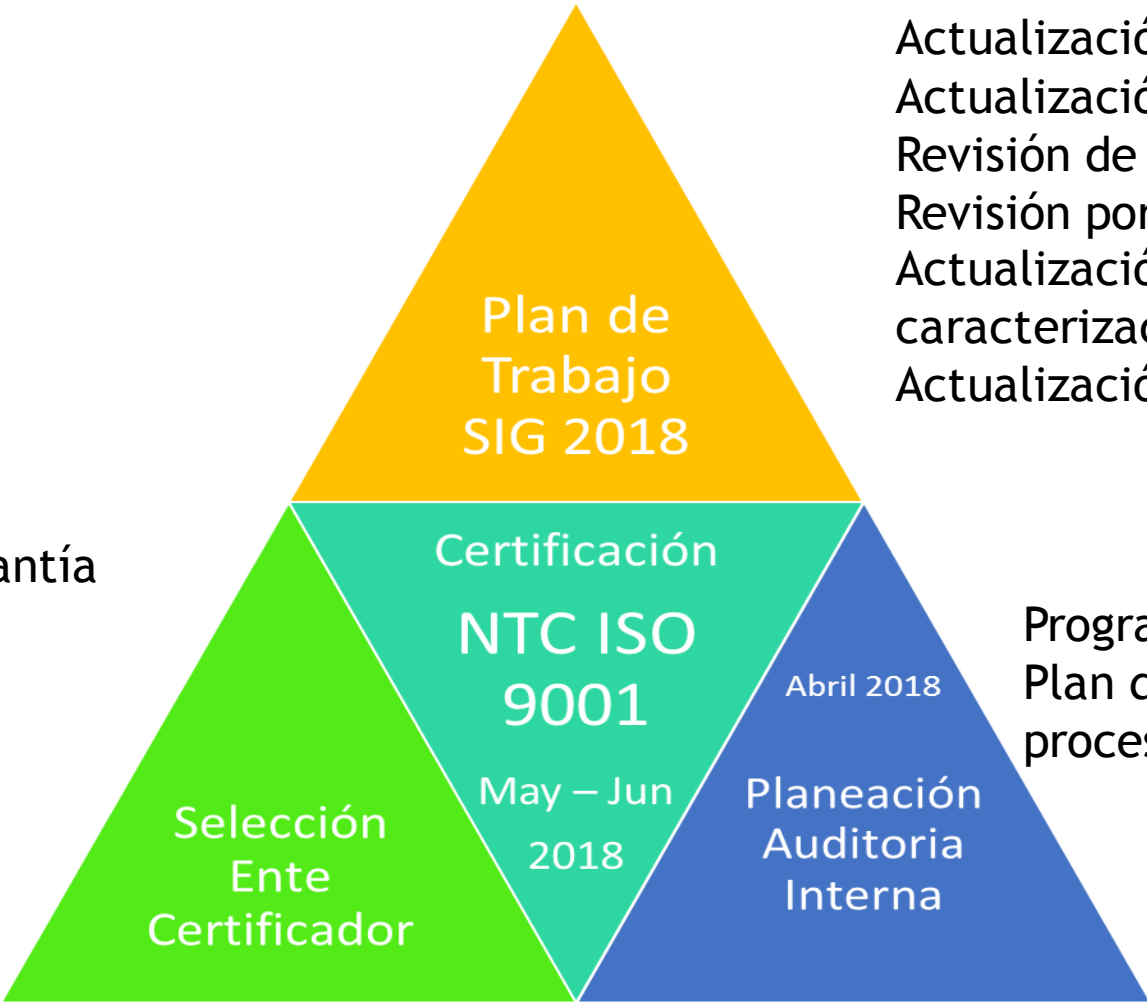 Actualizació
Actualizació
Revisión de
Revisión por
Actualizació
caracteriza
Actualizació
Plan de
Trabajo
SIG 2018
antía
Certificación
NTC ISO
9001
May – Jun
2018
Progra
Plan d
proces
Abril 2018
Planeación
Auditoria
Interna
Selección
Ente
Certificador